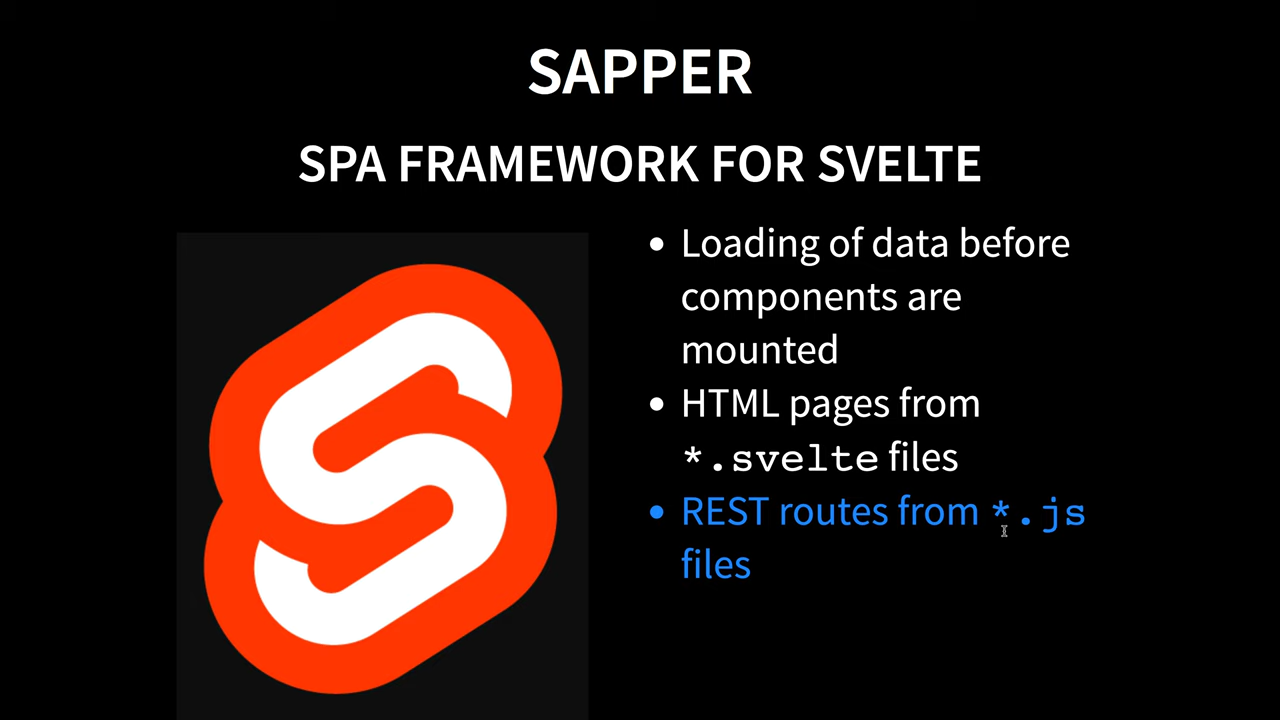 SAPPER
SPA FRAMEWORK FOR SVELTE
• Loading of data before
components are
mounted
• HTML pages from
*.svelte files
• REST routes from *.js
files